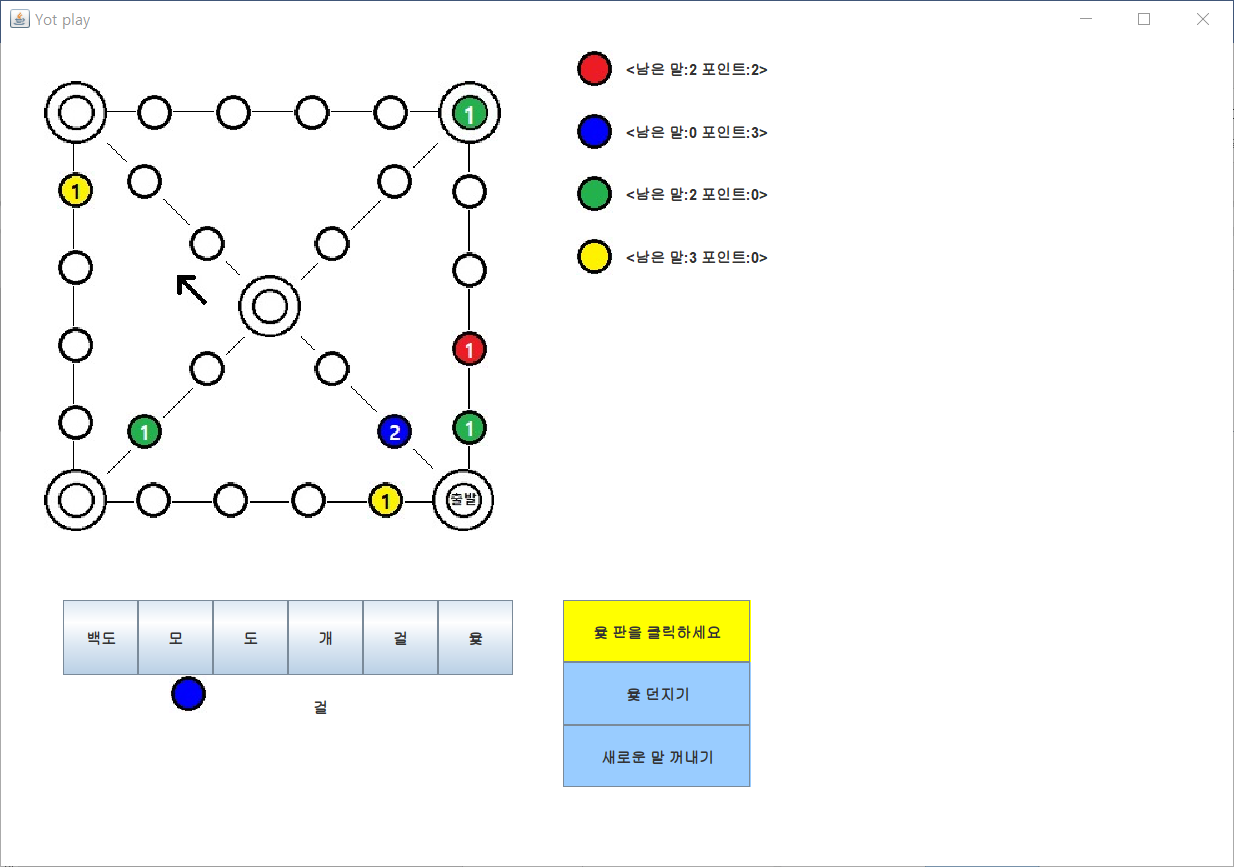 Yot play
<남은 말:2 포인트:2>
<남은 말:0 포인트:3>
<남은 말:2 포인트:0>
<남은 말:3 포인트:0>
1
1
1
1
2
1
1
출발
백도 모 도 개 걸 윷
걸
윷 판을 클릭하세요
윷 던지기
새로운 말 꺼내기